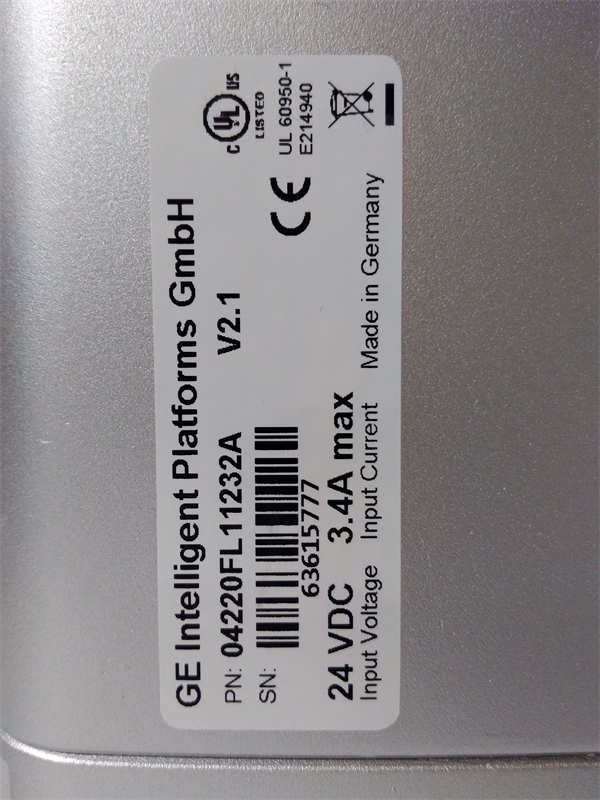 GE Intelligent Platforms GmbH
PN: 04220FL11232A V2.1
SN:
63615777
24 VDC 3.4A max
Input Voltage Input Current Made in Germany
C UL US
LISTED
UL 60950-1
E214940
CE